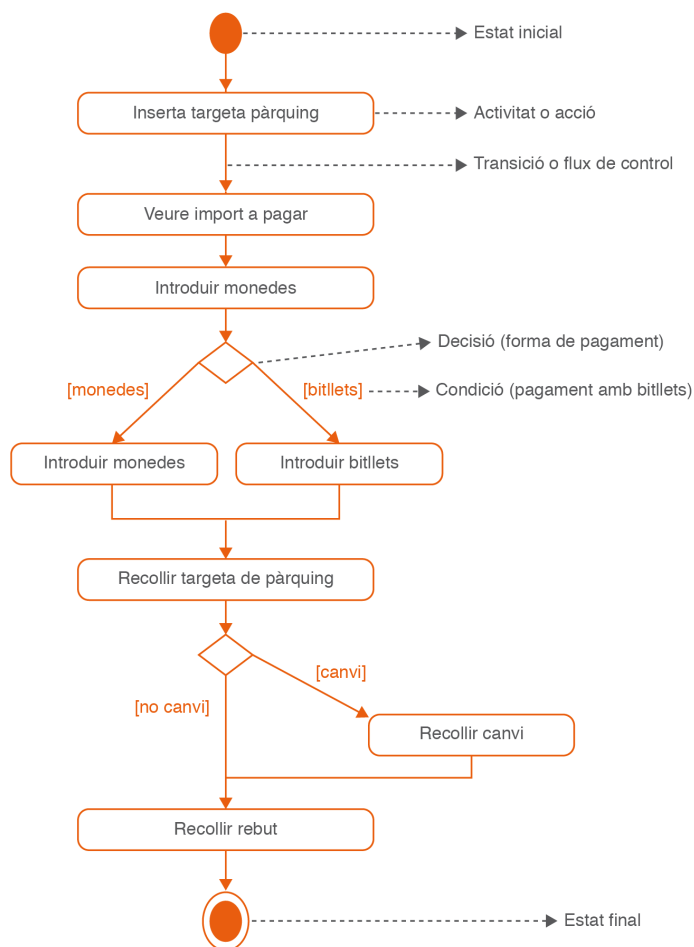 Estat inicial
Inserta targeta pàrquing
Activitat o acció
Transició o flux de control
Veure import a pagar
Introduir monedes
Decisió (forma de pagament)
[monedes]
[bitllets]
Condició (pagament amb bitllets)
Introduir monedes
Introduir bitllets
Recollir targeta de pàrquing
[canvi]
[no canvi]
Recollir canvi
Recollir rebut
Estat final